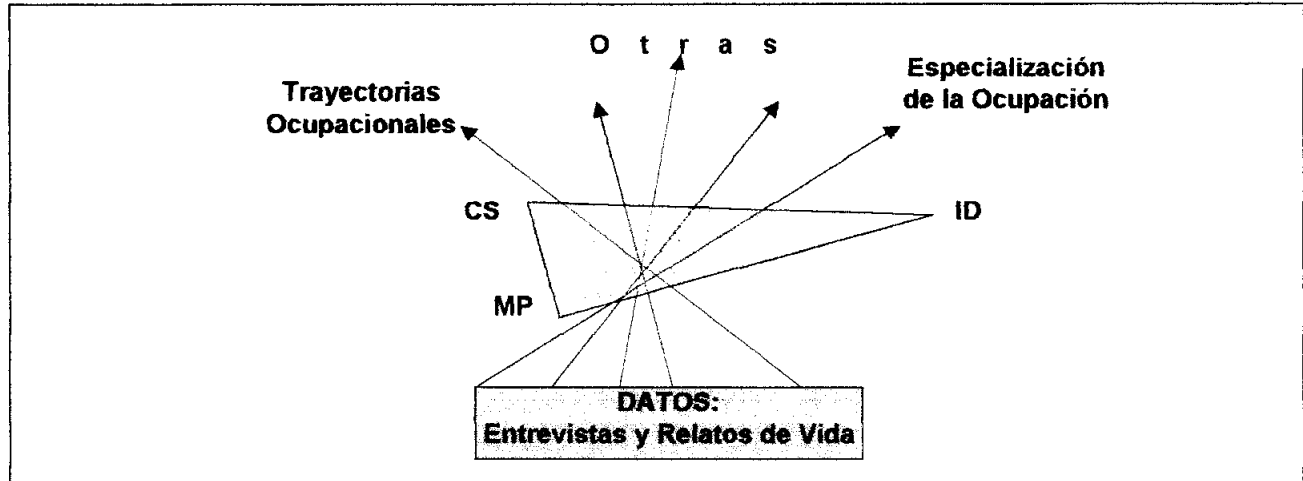 O t r a s
Trayectorias
Ocupacionales
Especialización
de la Ocupación
CS
ID
MP
DATOS:
Entrevistas y Relatos de Vida